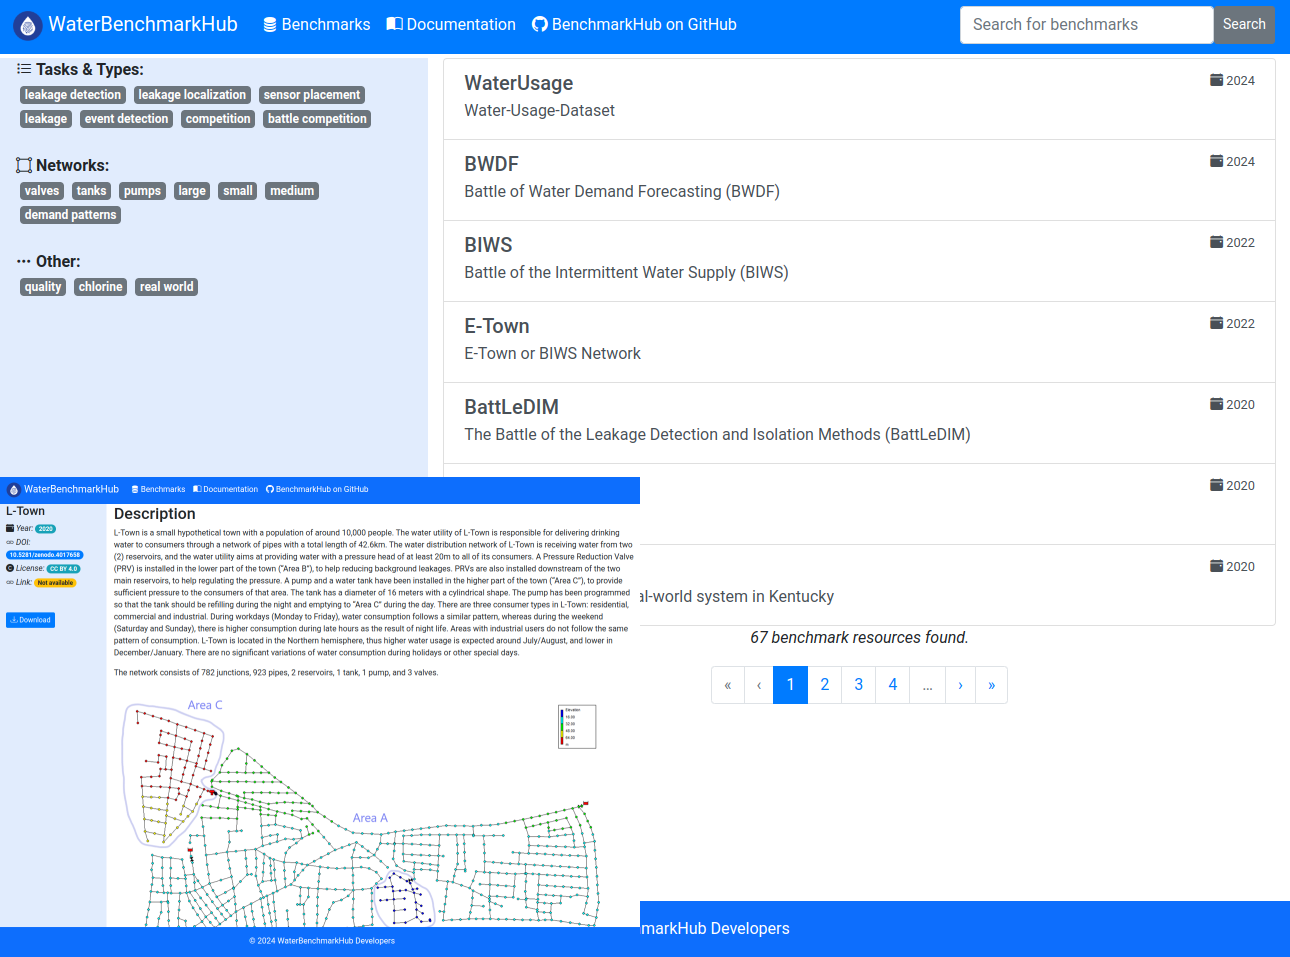 WaterBenchmarkHub
Benchmarks
Documentation
BenchmarkHub on GitHub
Search for benchmarks
Search
Tasks & Types:
leakage detection leakage localization sensor placement
leakage event detection competition battle competition
Networks:
valves tanks pumps large small medium
demand patterns
Other:
quality chlorine real world
WaterUsage
2024
Water-Usage-Dataset
BWDF
2024
Battle of Water Demand Forecasting (BWDF)
BIWS
2022
Battle of the Intermittent Water Supply (BIWS)
E-Town
2022
E-Town or BIWS Network
BattLeDIM
2020
The Battle of the Leakage Detection and Isolation Methods (BattLeDIM)
2020
2020
al-world system in Kentucky
67 benchmark resources found.
« ‹ 1 2 3 4 … › »
markHub Developers
WaterBenchmarkHub
Benchmarks
Documentation
BenchmarkHub on GitHub
L-Town
Year: 2020
DOI:
10.5281/zenodo.4017658
License: CC BY 4.0
Link: Not available
Download
Description
L-Town is a small hypothetical town with a population of around 10,000 people. The water utility of L-Town is responsible for delivering drinking
water to consumers through a network of pipes with a total length of 42.6km. The water distribution network of L-Town is receiving water from two
(2) reservoirs, and the water utility aims at providing water with a pressure head of at least 20m to all of its consumers. A Pressure Reduction Valve
(PRV) is installed in the lower part of the town ("Area B"), to help reducing background leakages. PRVs are also installed downstream of the two
main reservoirs, to help regulating the pressure. A pump and a water tank have been installed in the higher part of the town ("Area C"), to provide
sufficient pressure to the consumers of that area. The tank has a diameter of 16 meters with a cylindrical shape. The pump has been programmed
so that the tank should be refilling during the night and emptying to "Area C" during the day. There are three consumer types in L-Town: residential,
commercial and industrial. During workdays (Monday to Friday), water consumption follows a similar pattern, whereas during the weekend
(Saturday and Sunday), there is higher consumption during late hours as the result of night life. Areas with industrial users do not follow the same
pattern of consumption. L-Town is located in the Northern hemisphere, thus higher water usage is expected around July/August, and lower in
December/January. There are no significant variations of water consumption during holidays or other special days.
The network consists of 782 junctions, 923 pipes, 2 reservoirs, 1 tank, 1 pump, and 3 valves.
Area C
Elevation
Area A
© 2024 WaterBenchmarkHub Developers